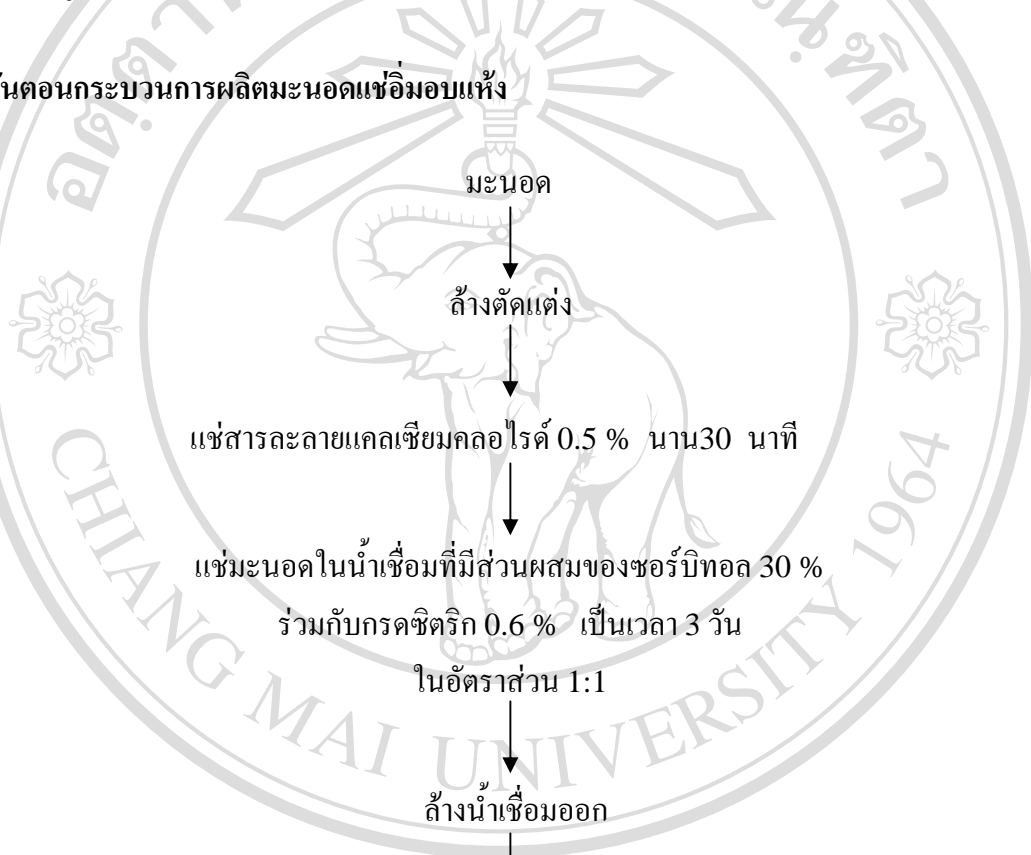 ั้นตอนกระบวนการผลิตมะนอดแช่อิ่มอบแห้ง
มะนอด
ล้างตัดแต่ง
แช่สารละลายแคลเซียมคลอไรด์ 0.5 % นาน30 นาที
แช่มะนอดในน้ำเชื่อมที่มีส่วนผสมของซอร์บิทอล 30 %
ร่วมกับกรดซิตริก 0.6 % เป็นเวลา 3 วัน
ในอัตราส่วน 1:1
ล้างน้ำเชื่อมออก
CHIANG MAI UNIVERSITY 1964